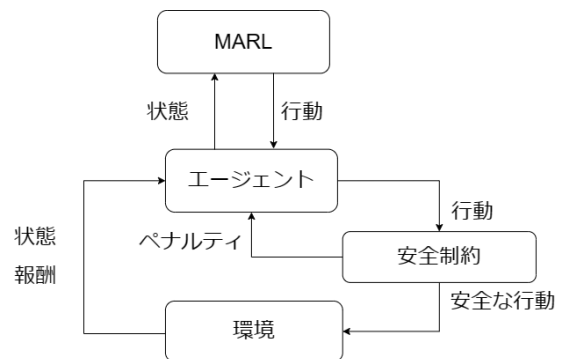 MARL
状態
行動
エージェント
行動
状態
報酬
ペナルティ
安全制約
安全な行動
環境